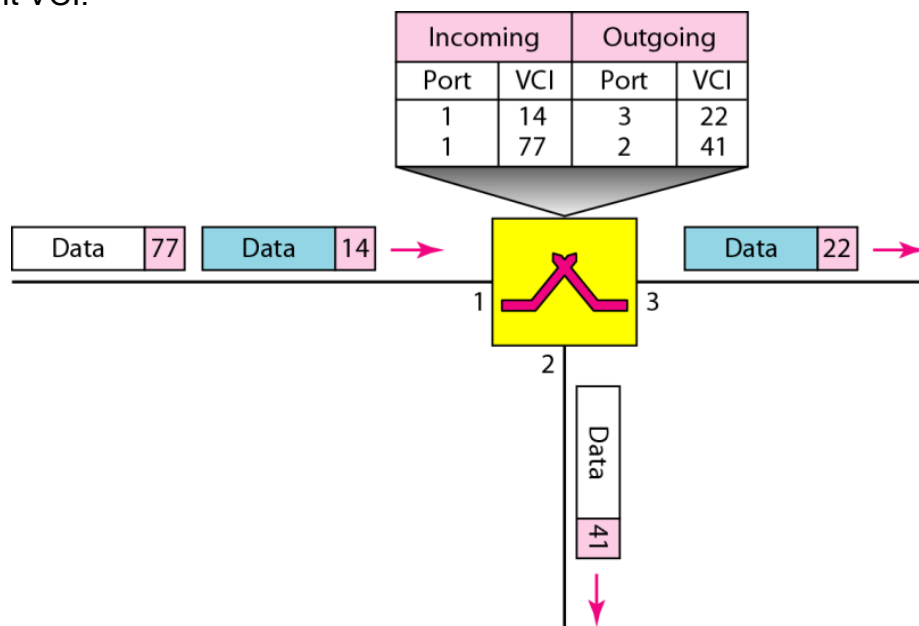 VCI.
Incoming Outgoing
Port VCI Port VCI
1 14 3 22
1 77 2 41
Data 77 Data 14 Data 22
1 3
2
Data
41